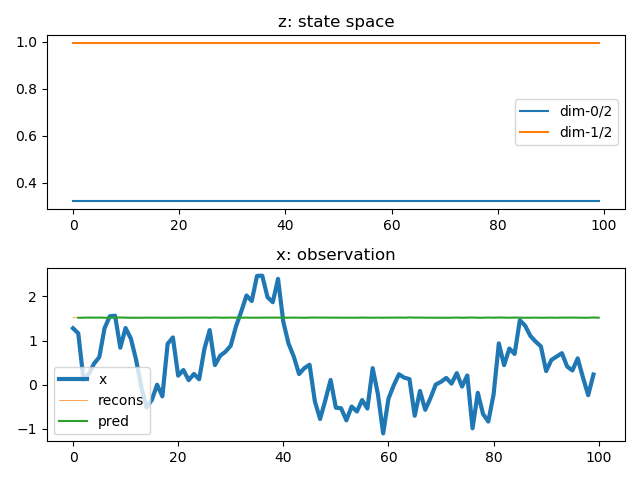 z: state space
1.0
0.8
0.6
0.4
dim-0/2
dim-1/2
0 20 40 60 80 100
x: observation
2
1
0
−1
x
recons
pred
0 20 40 60 80 100